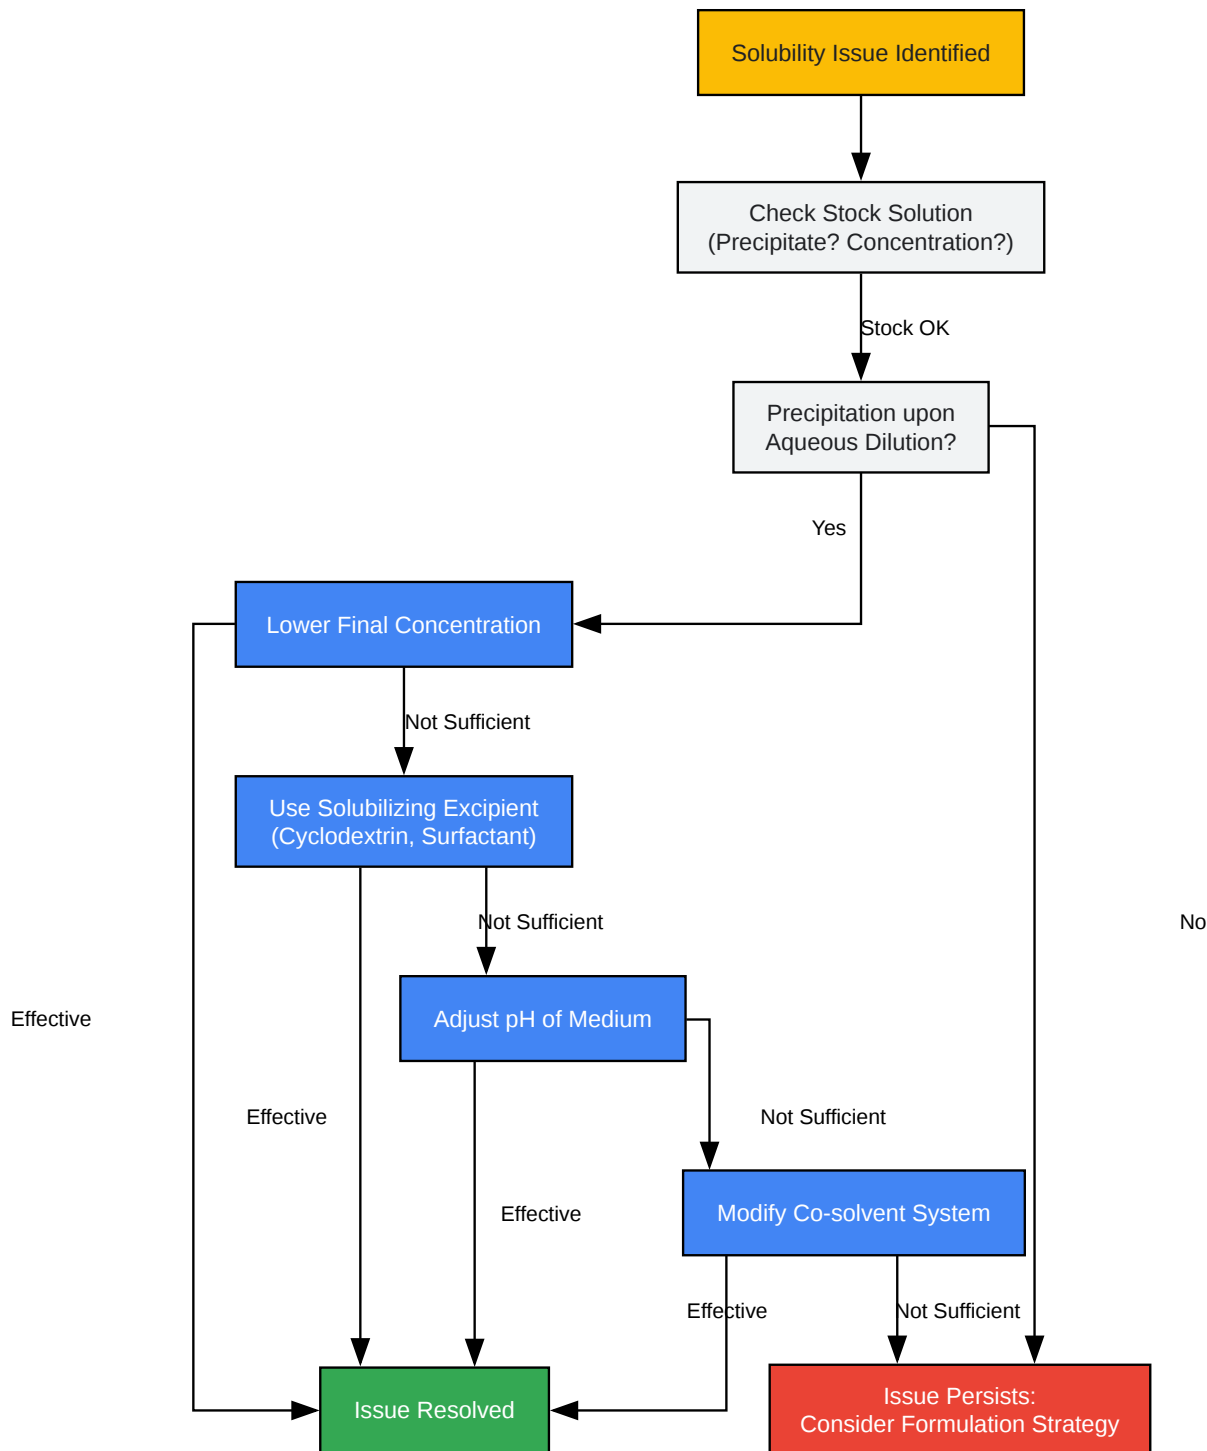 Solubility Issue Identified
Check Stock Solution
(Precipitate? Concentration?)
Stock OK
Precipitation upon
Aqueous Dilution?
Yes
Lower Final Concentration
Not Sufficient
Use Solubilizing Excipient
(Cyclodextrin, Surfactant)
Not Sufficient
No
Adjust pH of Medium
Effective
Effective
Not Sufficient
Modify Co-solvent System
Effective
Effective
Not Sufficient
Issue Resolved
Issue Persists:
Consider Formulation Strategy